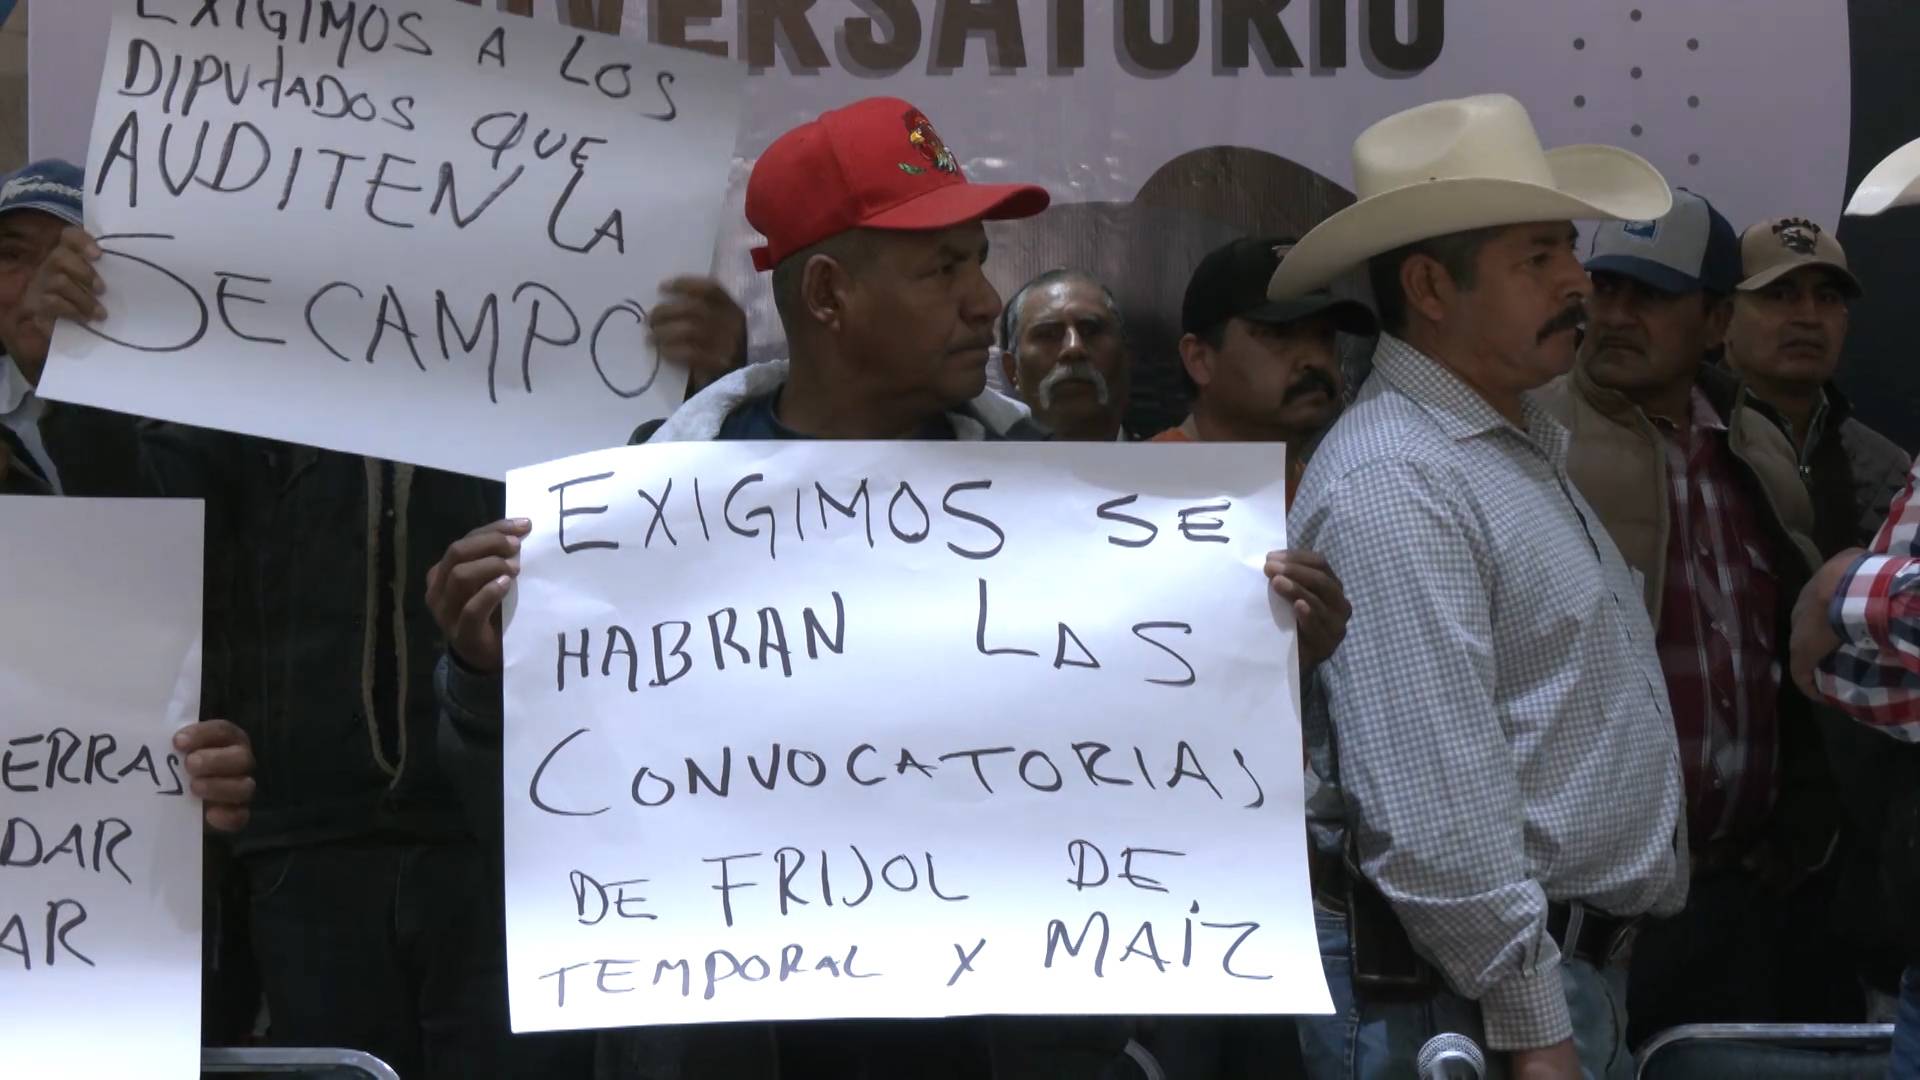 EXIGIMOS A LOS
DIPUTADOS QUE
AUDITEN LA
SECAMPO
VERSATORIO
EXIGIMOS SE
HABRAN LAS
CONVOCATORIAS
DE FRIJOL DE
TEMPORAL X MAÍZ
ERRAS
DAR
AR